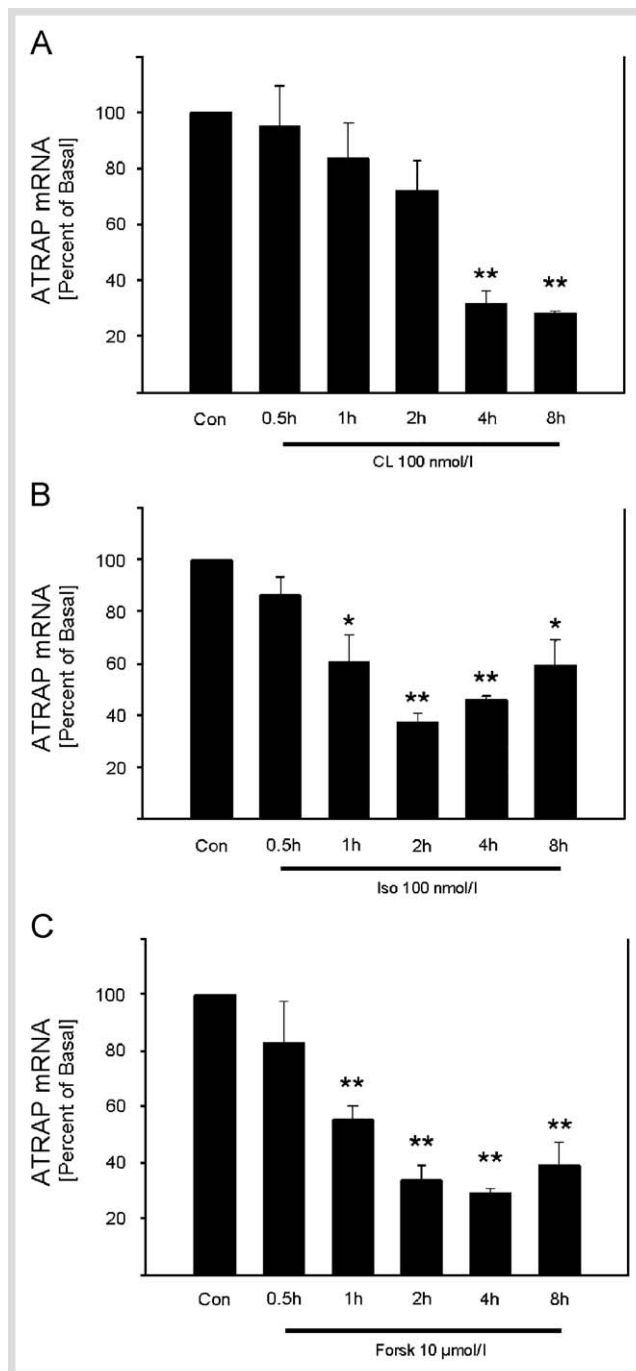 A
ATRAP mRNA
[Percent of Basal]
100
80
60
40
20
**
**
Con 0.5h 1h 2h 4h 8h
CL 100 nmol/l
B
ATRAP mRNA
[Percent of Basal]
100
80
60
40
20
*
**
**
*
Con 0.5h 1h 2h 4h 8h
Iso 100 nmol/l
C
ATRAP mRNA
[Percent of Basal]
100
80
60
40
20
**
**
**
**
Con 0.5h 1h 2h 4h 8h
Forsk 10 µmol/l